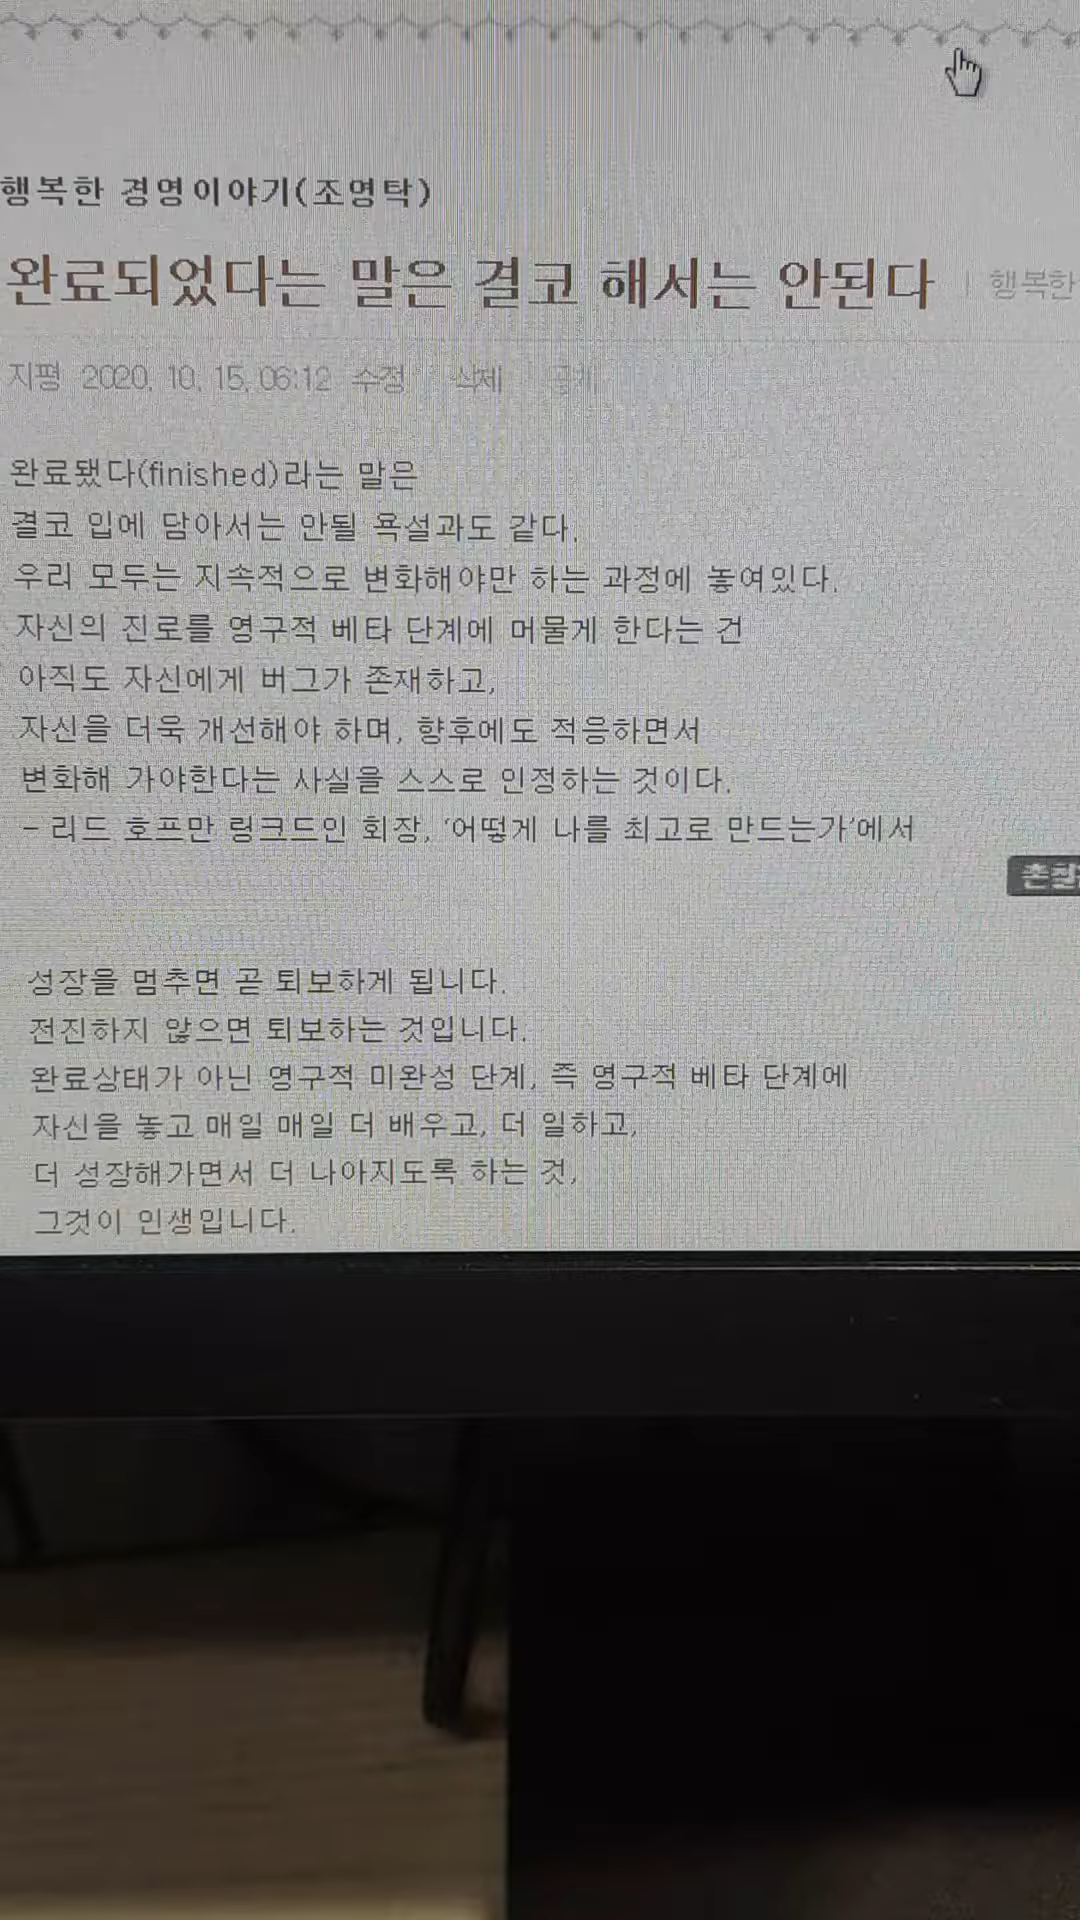 행복한 경영이야기(조영탁)
완료되었다는 말은 결코 해서는 안된다 | 행복한
지평 2020. 10. 15. 06:12 수정 삭제 공개
완료됐다(finished)라는 말은
결코 입에 담아서는 안될 욕설과도 같다.
우리 모두는 지속적으로 변화해야만 하는 과정에 놓여있다.
자신의 진로를 영구적 베타 단계에 머물게 한다는 건
아직도 자신에게 버그가 존재하고,
자신을 더욱 개선해야 하며, 향후에도 적응하면서
변화해 가야한다는 사실을 스스로 인정하는 것이다.
- 리드 호프만 링크드인 회장, ‘어떻게 나를 최고로 만드는가’에서
촌철
성장을 멈추면 곧 퇴보하게 됩니다.
전진하지 않으면 퇴보하는 것입니다.
완료상태가 아닌 영구적 미완성 단계, 즉 영구적 베타 단계에
자신을 놓고 매일 매일 더 배우고, 더 일하고,
더 성장해가면서 더 나아지도록 하는 것,
그것이 인생입니다.